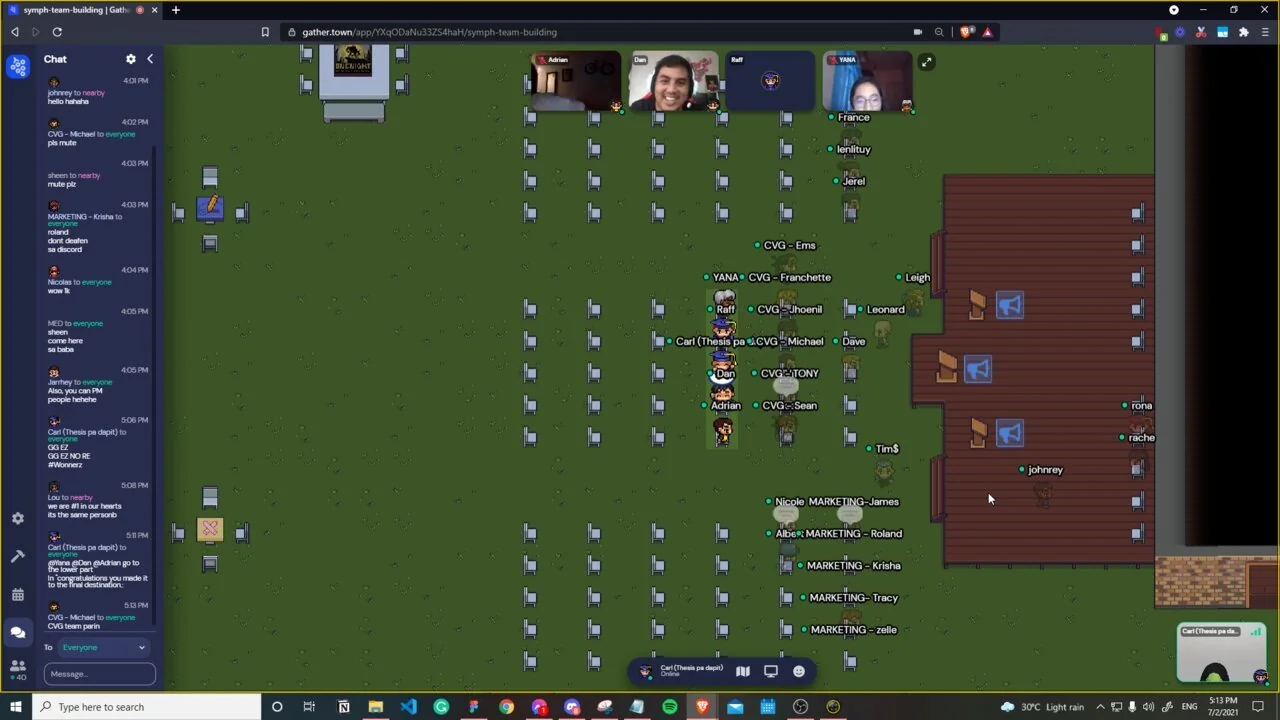 symph-team-building | Gath
gather.town/app/YXqODaNu33ZS4haH/symph-team-building
Chat
4:01 PM
johnrey to nearby
hello hahaha
4:02 PM
CVG - Michael to everyone
pls mute
4:03 PM
sheen to nearby
mute plz
4:03 PM
MARKETING - Krisha to
everyone
roland
dont deafen
sa discord
4:04 PM
Nicolas to everyone
wow 1k
4:05 PM
MED to everyone
sheen
come here
sa baba
4:05 PM
Jarrhey to everyone
Also, you can PM
people hehehe
5:06 PM
Carl (Thesis pa dapit) to
everyone
GG EZ
GG EZ NO RE
#Wonnerz
5:08 PM
Lou to nearby
we are #1 in our hearts
its the same personb
5:11 PM
Carl (Thesis pa dapit) to
everyone
@Yana @Dan @Adrian go to
the lower part
In "congratulations you made it
to the final destination.:
5:13 PM
CVG - Michael to everyone
CVG team parin
To Everyone
Message...
4D
Adrian
Dan
Raff
YANA
France
lenlituy
Jerel
CVG - Ems
YANA
CVG - Franchette
Leigh
Raff
CVG - Jhoenil
Leonard
Carl (Thesis pa
CVG - Michael
Dave
Dan
CVG - TONY
Adrian
CVG - Sean
rona
rache
Tim$
johnrey
Nicole
MARKETING-James
Albe
MARKETING - Roland
MARKETING - Krisha
MARKETING- Tracy
MARKETING - zelle
Carl (Thesis pa dapit)
Online
Carl (Thesis pa da...
Type here to search
30°C Light rain
ENG
5:13 PM
7/2/2021